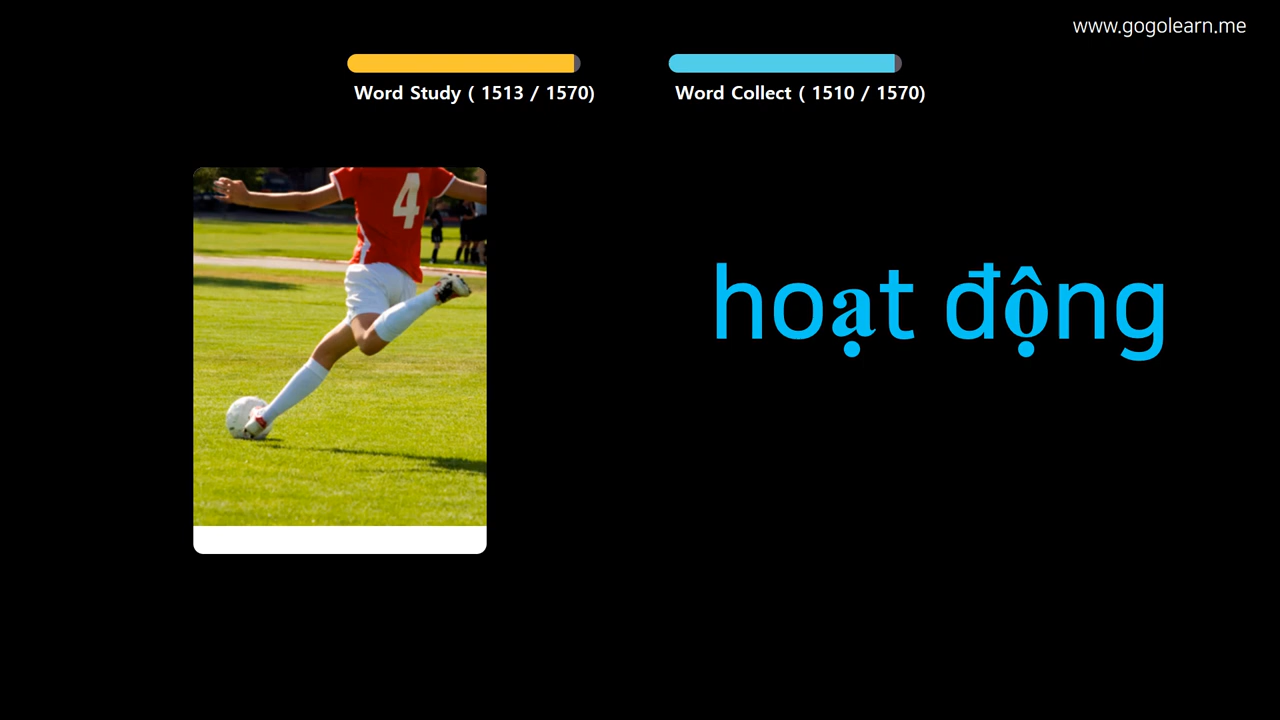 www.gogolearn.me
Word Study ( 1513 / 1570)
Word Collect ( 1510 / 1570)
4
hoạt động